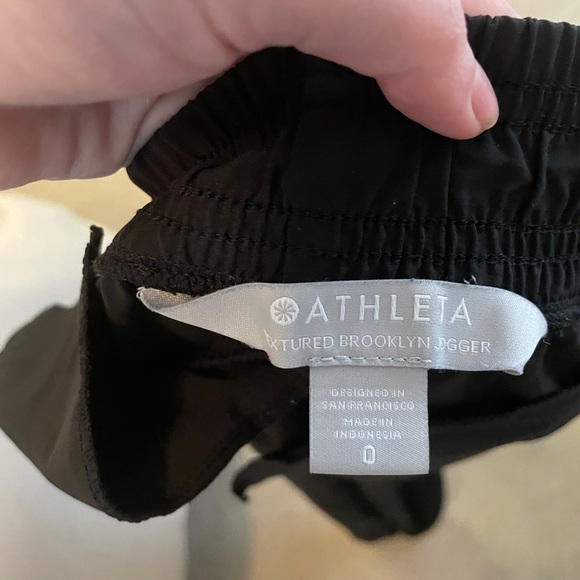 ATHLETA
XTURED BROOKLYN JOGGER
DESIGNED IN
SAN FRANCISCO
MADE IN
INDONESIA
0